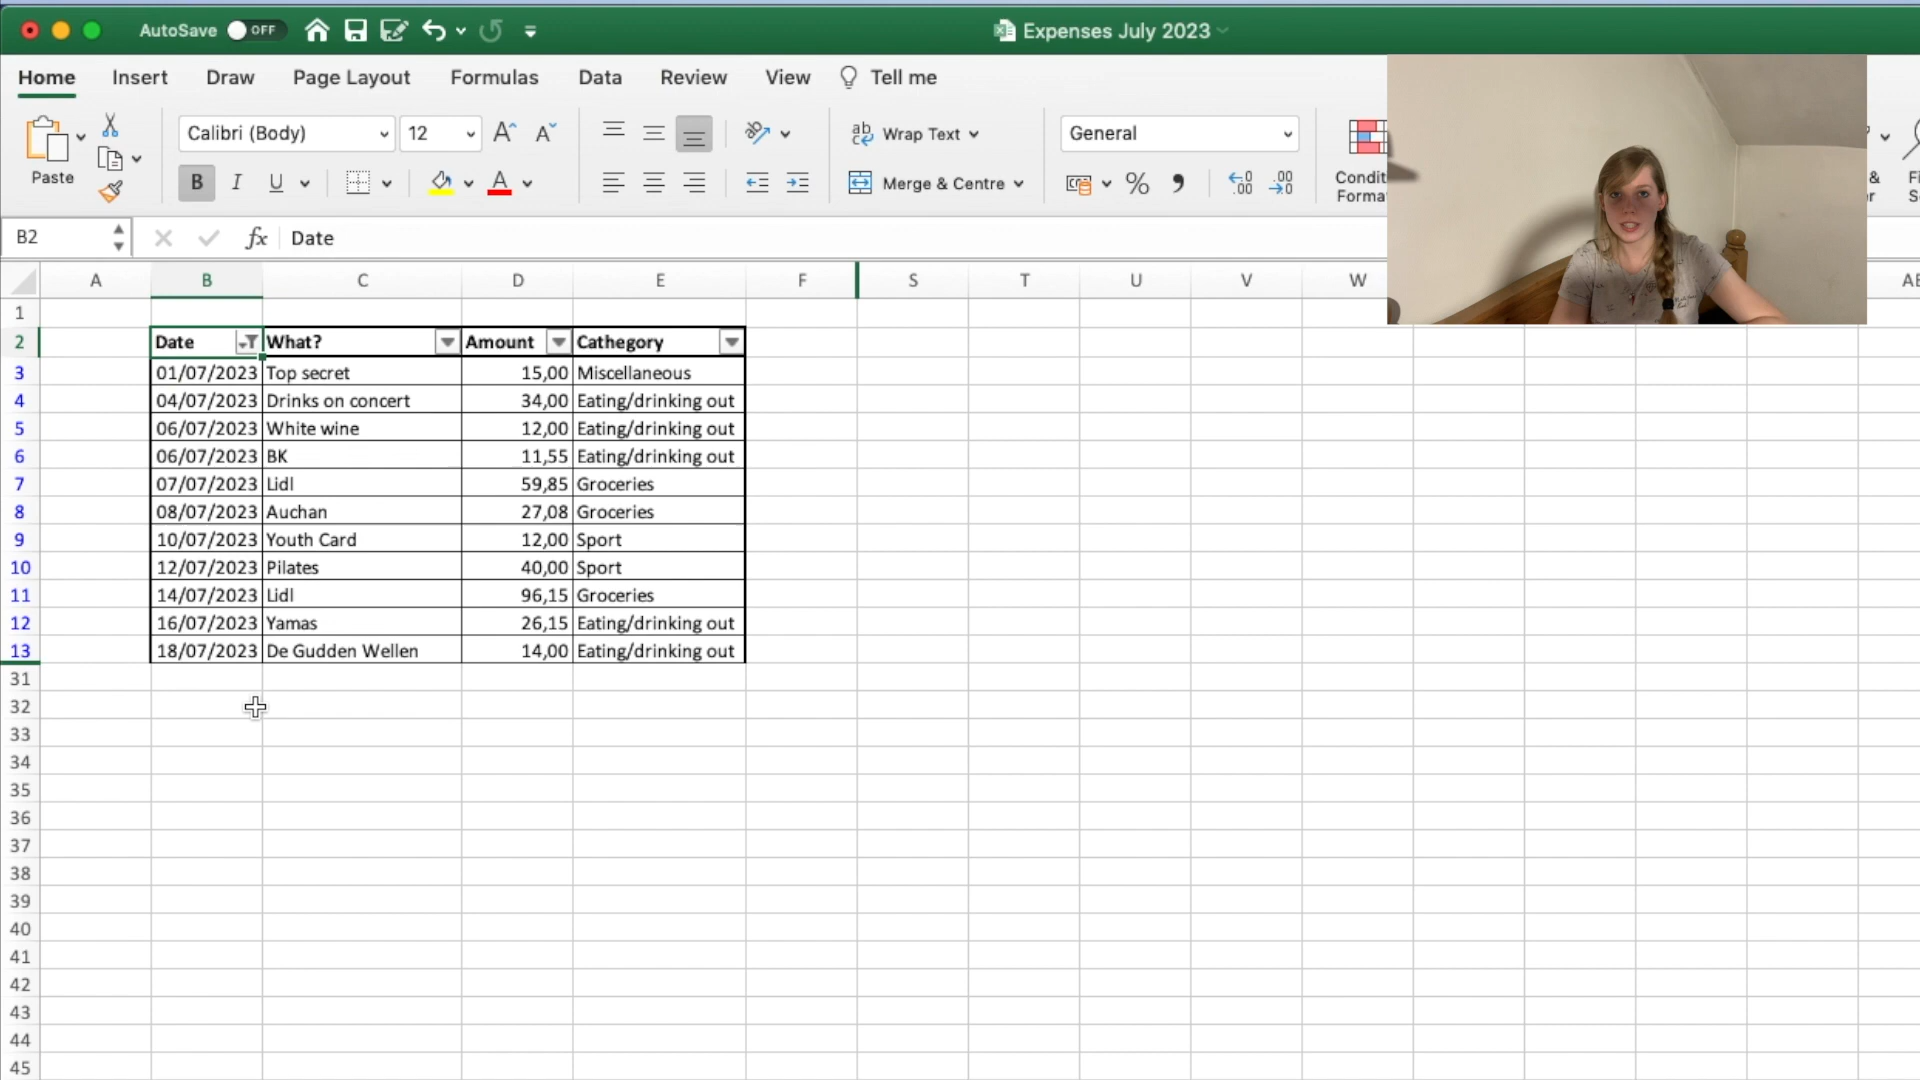 AutoSave OFF Expenses July 2023
Home Insert Draw Page Layout Formulas Data Review View Tell me
Paste Calibri (Body) 12 Wrap Text General
Merge & Centre
B2 fx Date
A B C D E F S T U V W
1
2 Date What? Amount Cathegory
3 01/07/2023 Top secret 15,00 Miscellaneous
4 04/07/2023 Drinks on concert 34,00 Eating/drinking out
5 06/07/2023 White wine 12,00 Eating/drinking out
6 06/07/2023 BK 11,55 Eating/drinking out
7 07/07/2023 Lidl 59,85 Groceries
8 08/07/2023 Auchan 27,08 Groceries
9 10/07/2023 Youth Card 12,00 Sport
10 12/07/2023 Pilates 40,00 Sport
11 14/07/2023 Lidl 96,15 Groceries
12 16/07/2023 Yamas 26,15 Eating/drinking out
13 18/07/2023 De Gudden Wellen 14,00 Eating/drinking out
31
32
33
34
35
36
37
38
39
40
41
42
43
44
45